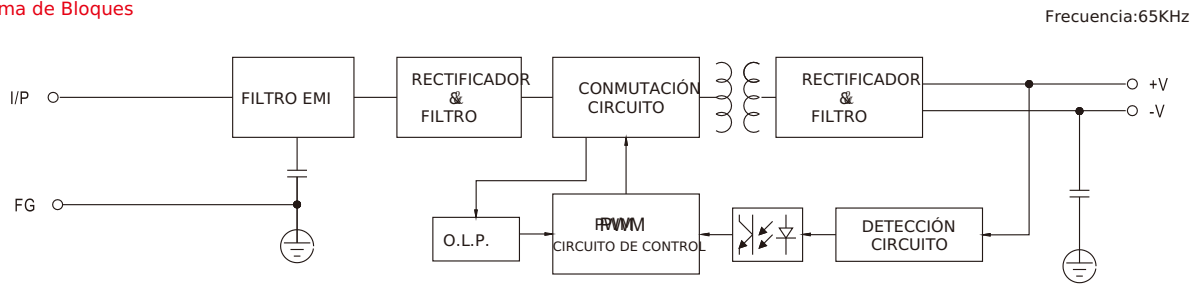 ma de Bloques
Frecuencia:65KHz
I/P
FILTRO EMI
RECTIFICADOR
&
FILTRO
CONMUTACIÓN
CIRCUITO
RECTIFICADOR
&
FILTRO
+V
-V
FG
O.L.P.
PWM
CIRCUITO DE CONTROL
DETECCIÓN
CIRCUITO